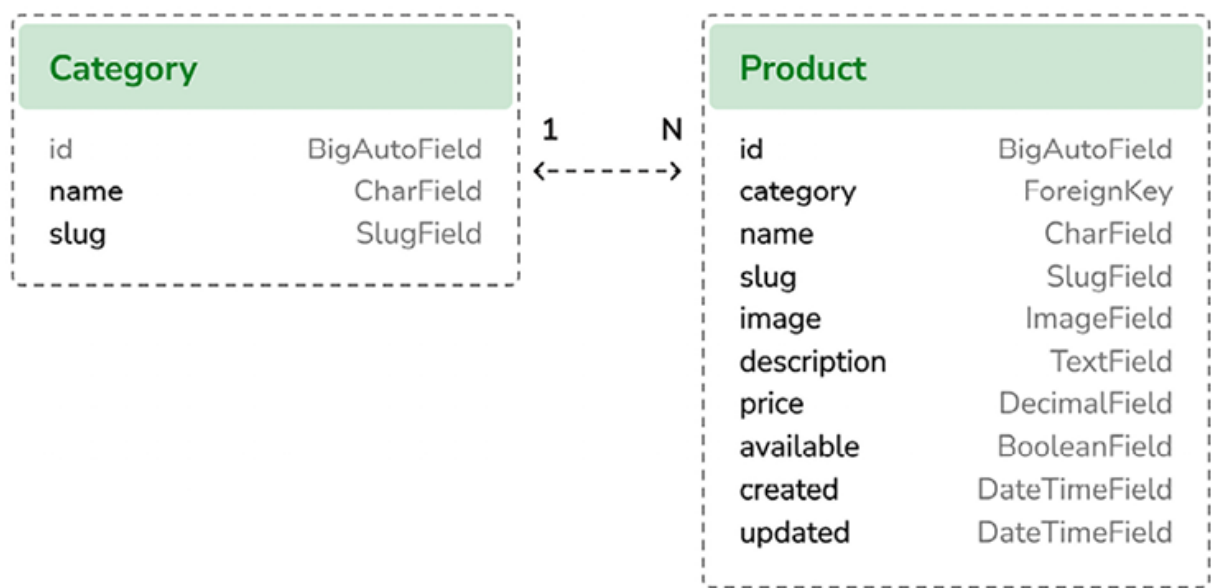 Category
id BigAutoField
name CharField
slug SlugField
1 N
Product
id BigAutoField
category ForeignKey
name CharField
slug SlugField
image ImageField
description TextField
price DecimalField
available BooleanField
created DateTimeField
updated DateTimeField